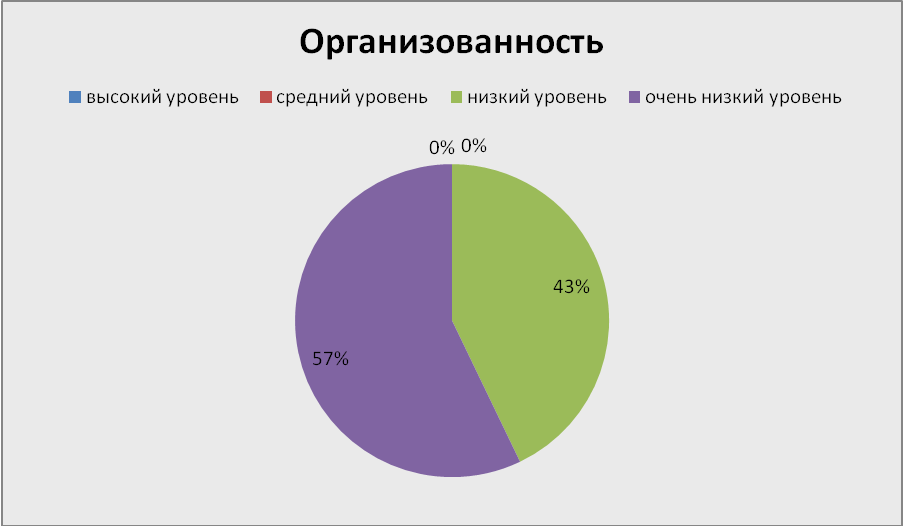 Организованность
высокий уровень средний уровень низкий уровень очень низкий уровень
0% 0%
43%
57%